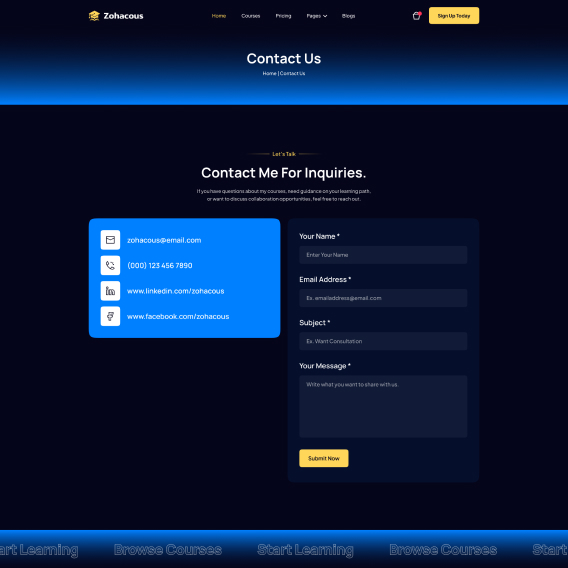 Zohacous
Home Courses Pricing Pages Blogs
Sign Up Today
Contact Us
Home | Contact Us
Let's Talk
Contact Me For Inquiries.
If you have questions about my courses, need guidance on your learning path,
or want to discuss collaboration opportunities, feel free to reach out.
zohacous@email.com
(000) 123 456 7890
www.linkedin.com/zohacous
www.facebook.com/zohacous
Your Name *
Enter Your Name
Email Address *
Ex. emailaddress@email.com
Subject *
Ex. Want Consultation
Your Message *
Write what you want to share with us.
Submit Now
art Learning Browse Courses Start Learning Browse Courses Start